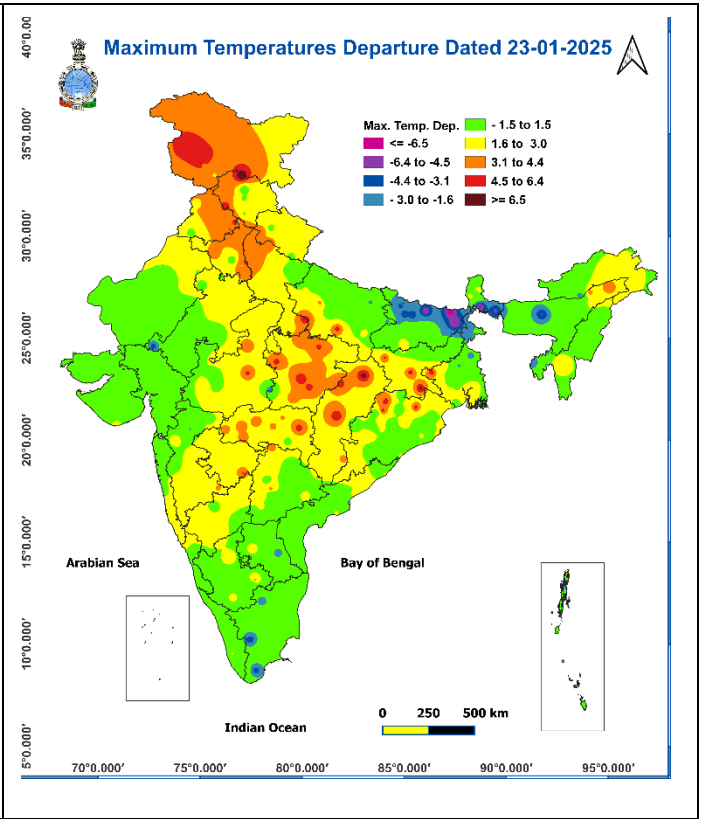 Maximum Temperatures Departure Dated 23-01-2025
Max. Temp. Dep.
<= -6.5
-6.4 to -4.5
-4.4 to -3.1
- 3.0 to -1.6
- 1.5 to 1.5
1.6 to 3.0
3.1 to 4.4
4.5 to 6.4
>= 6.5
40°0.00
35°0.000'
30°0.000'
25°0.000'
20°0.000'
15°0.000'
10°0.000'
5°0.000'
Arabian Sea
Bay of Bengal
Indian Ocean
0 250 500 km
70°0.000' 75°0.000' 80°0.000' 85°0.000' 90°0.000' 95°0.000'